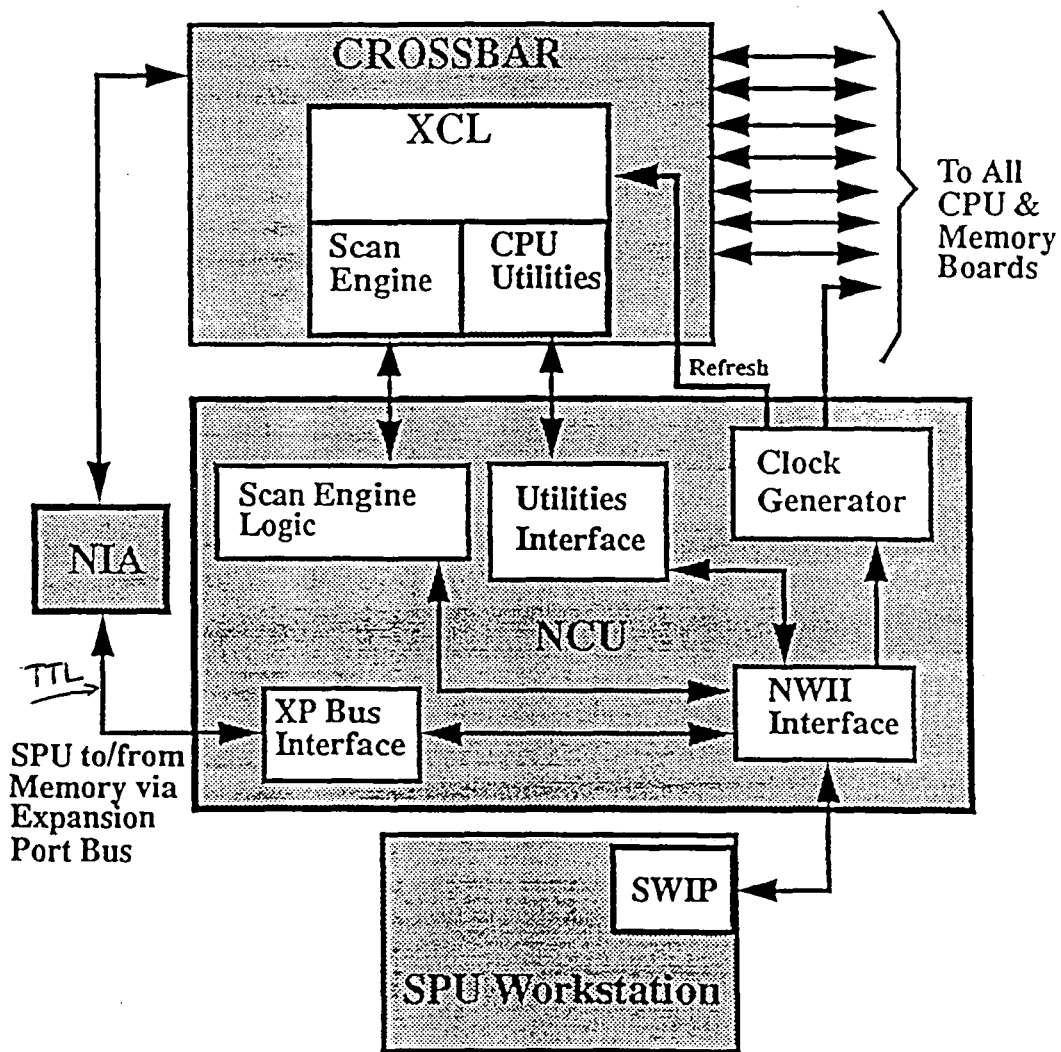 CROSSBAR
XCL
Scan
Engine
CPU
Utilities
To All
CPU &
Memory
Boards
Refresh
Scan Engine
Logic
Utilities
Interface
Clock
Generator
NIA
NCU
TTL
XP Bus
Interface
NWII
Interface
SPU to/from
Memory via
Expansion
Port Bus
SWIP
SPU Workstation